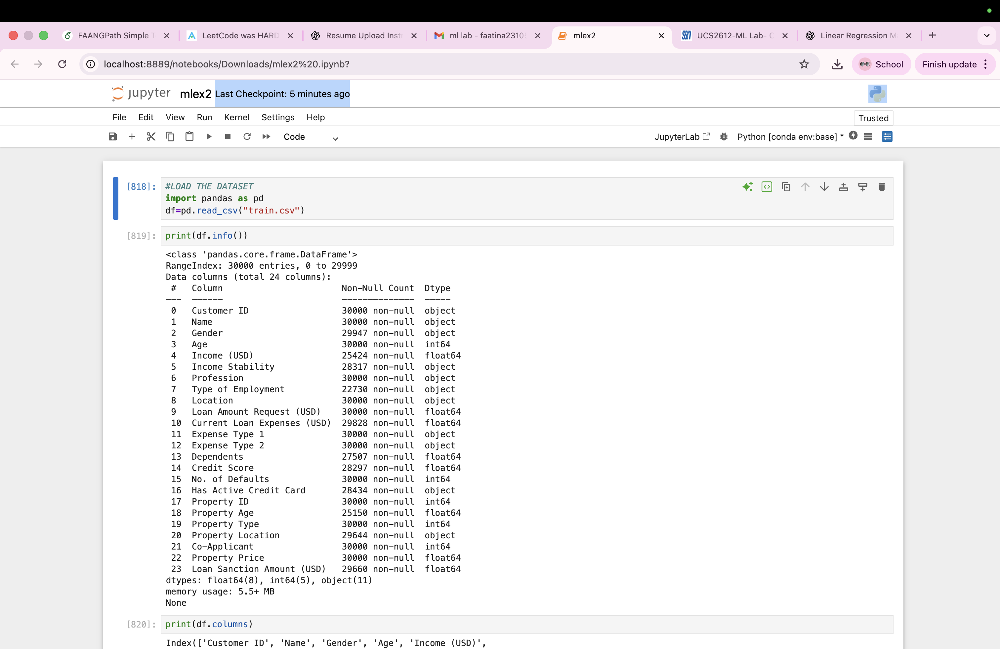 FAANGPath Simple T
LeetCode was HARD
Resume Upload Instr
ml lab - faatina2310
mlex2
SSN UCS2612-ML Lab- C
Linear Regression M
localhost:8889/notebooks/Downloads/mlex2%20.ipynb?
School
Finish update
jupyter mlex2 Last Checkpoint: 5 minutes ago
File Edit View Run Kernel Settings Help
Trusted
Code
JupyterLab
Python [conda env:base] *
[818]: #LOAD THE DATASET
import pandas as pd
df=pd.read_csv("train.csv")
[819]: print(df.info())
<class 'pandas.core.frame.DataFrame'>
RangeIndex: 30000 entries, 0 to 29999
Data columns (total 24 columns):
 #   Column                       Non-Null Count  Dtype
---  ------                       --------------  -----
 0   Customer ID                  30000 non-null  object
 1   Name                         30000 non-null  object
 2   Gender                       29947 non-null  object
 3   Age                          30000 non-null  int64
 4   Income (USD)                 25424 non-null  float64
 5   Income Stability             28317 non-null  object
 6   Profession                   30000 non-null  object
 7   Type of Employment           22730 non-null  object
 8   Location                     30000 non-null  object
 9   Loan Amount Request (USD)    30000 non-null  float64
 10  Current Loan Expenses (USD)  29828 non-null  float64
 11  Expense Type 1               30000 non-null  object
 12  Expense Type 2               30000 non-null  object
 13  Dependents                   27507 non-null  float64
 14  Credit Score                 28297 non-null  float64
 15  No. of Defaults              30000 non-null  int64
 16  Has Active Credit Card       28434 non-null  object
 17  Property ID                  30000 non-null  int64
 18  Property Age                 25150 non-null  float64
 19  Property Type                30000 non-null  int64
 20  Property Location            29644 non-null  object
 21  Co-Applicant                 30000 non-null  int64
 22  Property Price               30000 non-null  float64
 23  Loan Sanction Amount (USD)   29660 non-null  float64
dtypes: float64(8), int64(5), object(11)
memory usage: 5.5+ MB
None
[820]: print(df.columns)
Index(['Customer ID', 'Name', 'Gender', 'Age', 'Income (USD)',